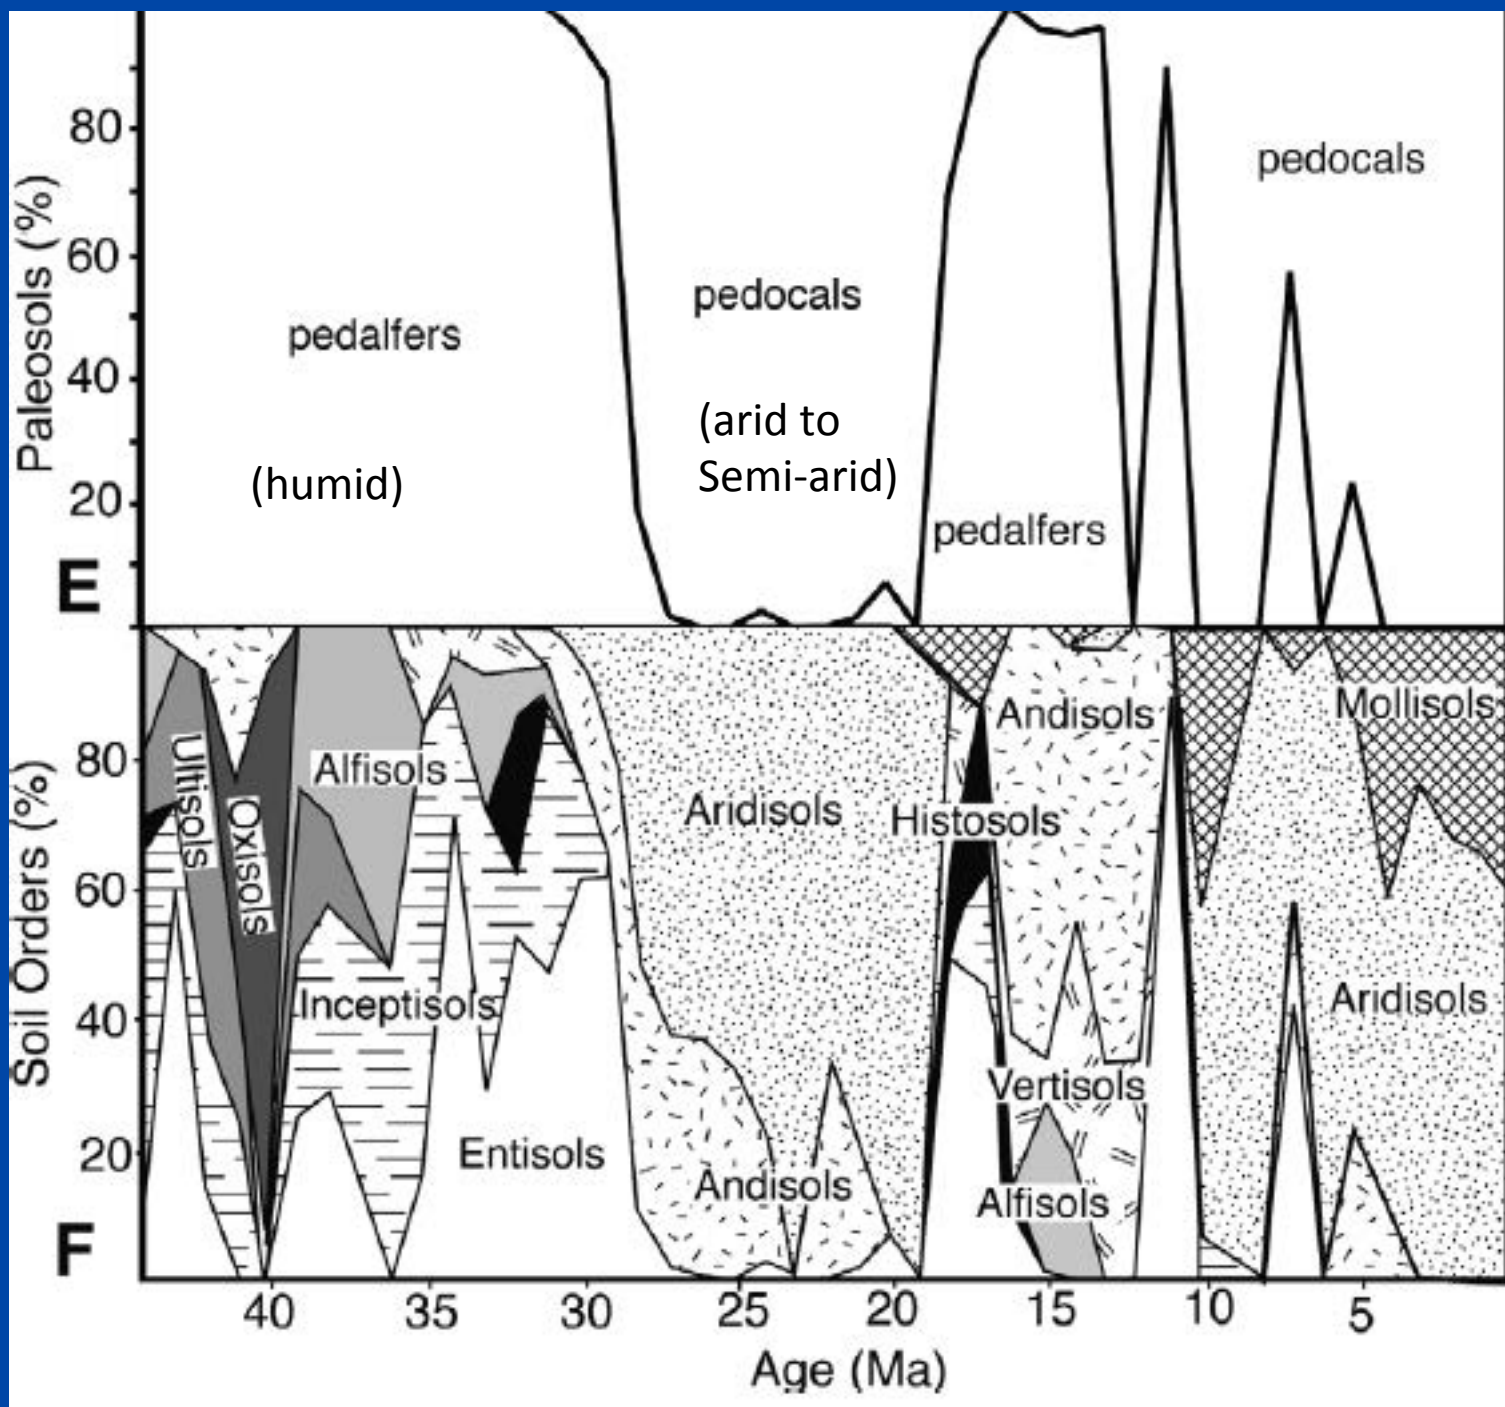 Paleosols (%)
80
60
40
20
pedalfers
(humid)
pedocals
(arid to
Semi-arid)
pedalfers
pedocals
E
Soil Orders (%)
80
60
40
20
Ultisols
Oxisols
Alfisols
Inceptisols
Entisols
Aridisols
Andisols
Histosols
Andisols
Vertisols
Alfisols
Mollisols
Aridisols
F
40
35
30
25
20
15
10
5
Age (Ma)